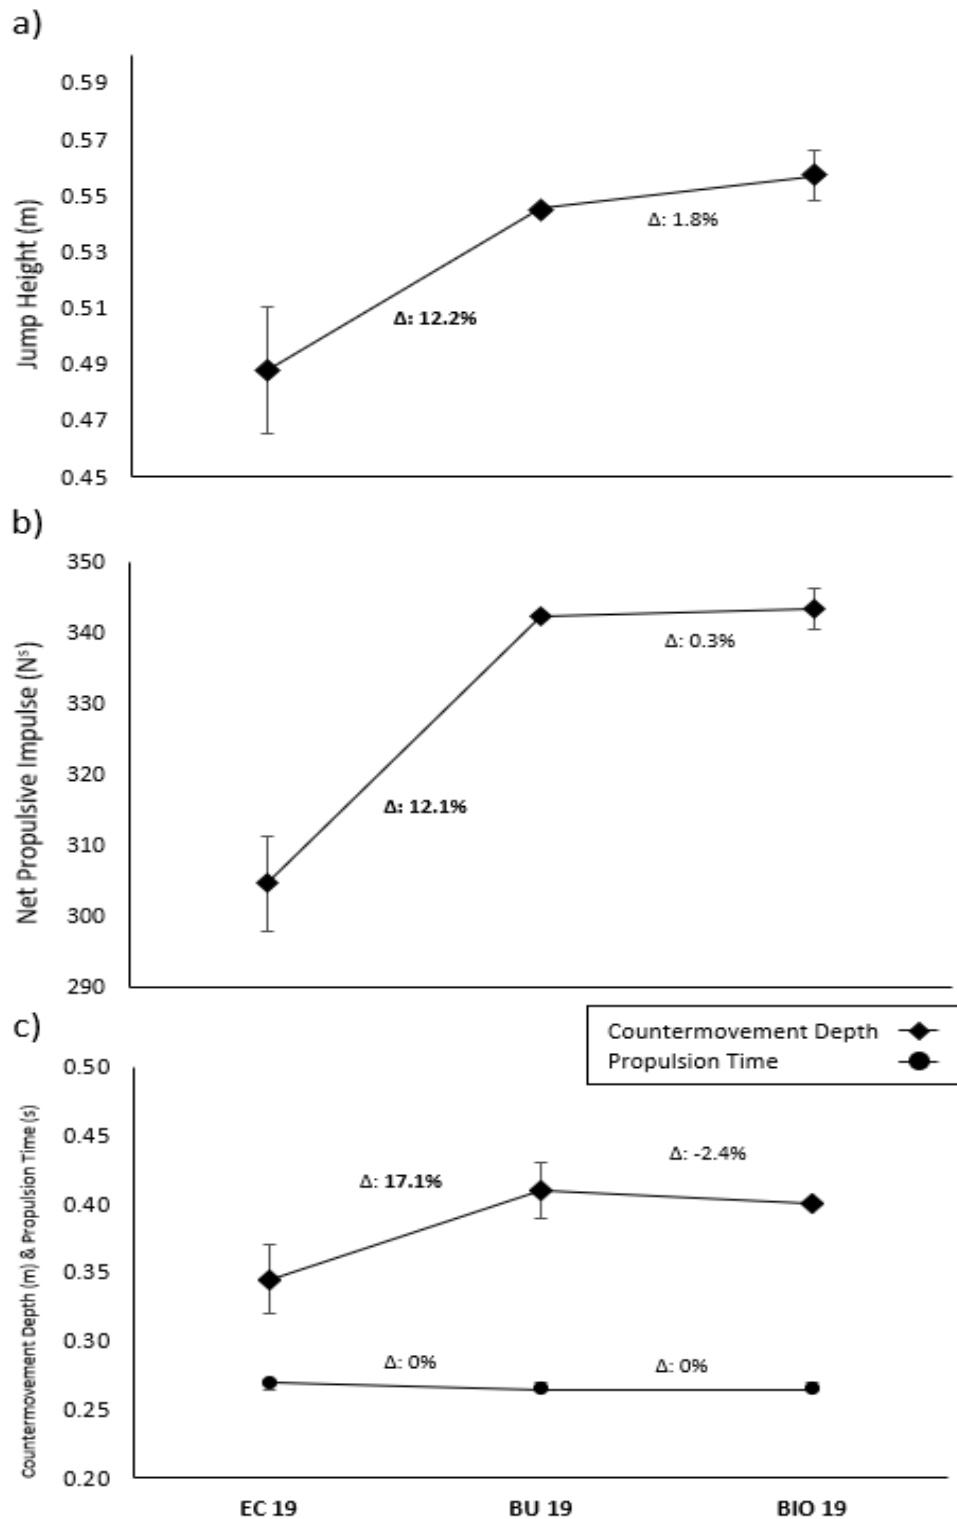 a)
Jump Height (m)
0.59
0.57
0.55
0.53
0.51
0.49
0.47
0.45
Δ: 12.2%
Δ: 1.8%
b)
Net Propulsive Impulse (Nˢ)
350
340
330
320
310
300
290
Δ: 12.1%
Δ: 0.3%
c)
Countermovement Depth
Propulsion Time
Countermovement Depth (m) & Propulsion Time (s)
0.50
0.45
0.40
0.35
0.30
0.25
0.20
Δ: 17.1%
Δ: -2.4%
Δ: 0%
Δ: 0%
EC 19
BU 19
BIO 19